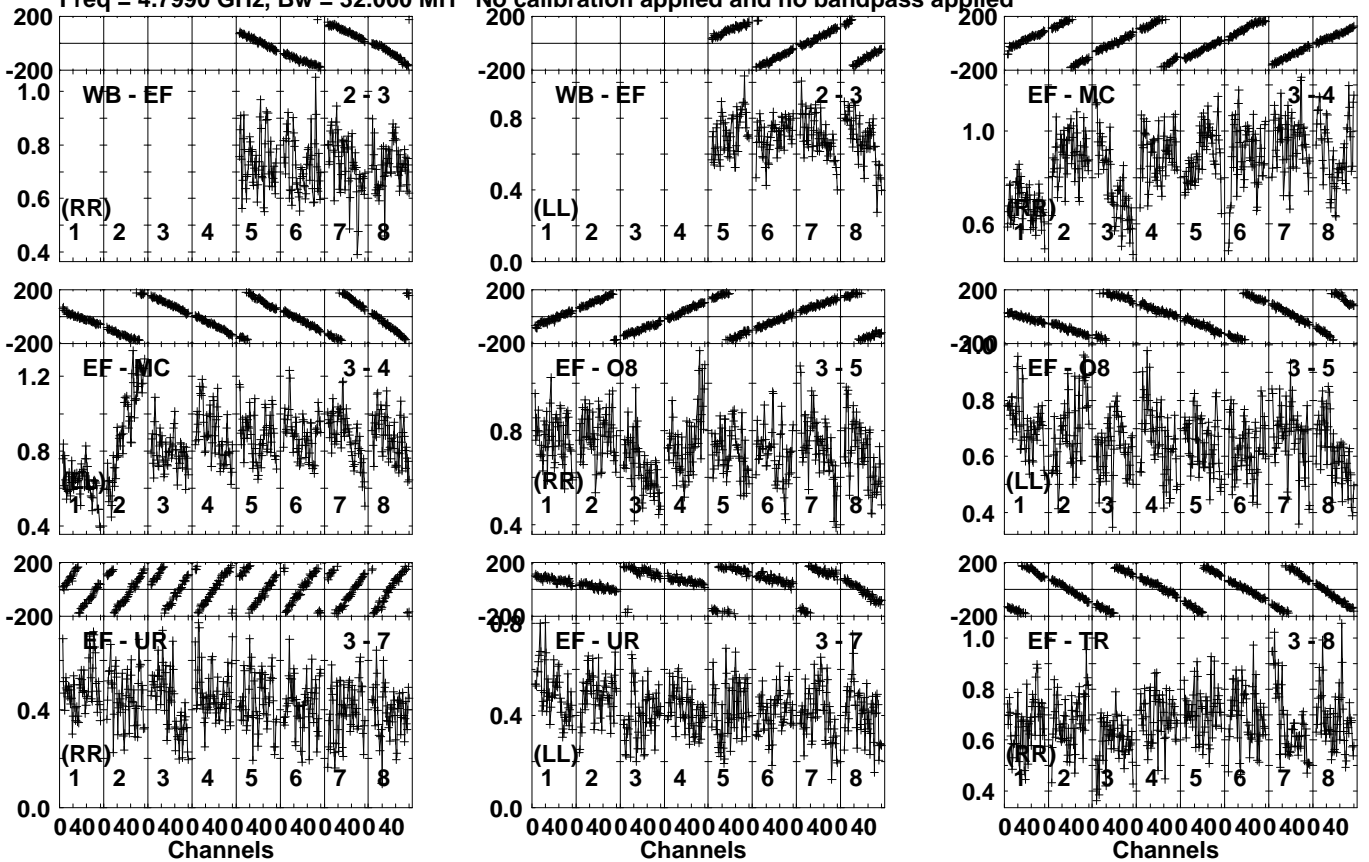 Freq = 4.7990 GHz, Bw = 32.000 MH No calibration applied and no bandpass applied
200 200 200
-200 -200 -200
WB - EF 2 - 3 WB - EF 2 - 3 EF - MC 3 - 4
1.0
0.8 0.8 1.0
0.6 0.4 0.6
(RR) (LL) (RR)
1 2 3 4 5 6 7 8 1 2 3 4 5 6 7 8 1 2 3 4 5 6 7 8
0.4 0.0
200 200 200
-200 -200 -200
1.0
EF - MC 3 - 4 EF - O8 3 - 5 EF - O8 3 - 5
1.2 0.8 0.8
0.8 0.6
(LL) (RR) (LL)
1 2 3 4 5 6 7 8 1 2 3 4 5 6 7 8 1 2 3 4 5 6 7 8
0.4 0.4 0.4
200 200 200
-200 -200 -200
0.8 1.0
EF - UR 3 - 7 EF - UR 3 - 7 EF - TR 3 - 8
0.8
0.4 0.4 0.6
(RR) (LL) (RR)
1 2 3 4 5 6 7 8 1 2 3 4 5 6 7 8 1 2 3 4 5 6 7 8
0.0 0.0 0.4
0 40 0 40 0 40 0 40 0 40 0 40 0 40 0 40 0 40 0 40 0 40 0 40 0 40 0 40 0 40 0 40 0 40 0 40 0 40 0 40 0 40 0 40 0 40 0 40
Channels Channels Channels